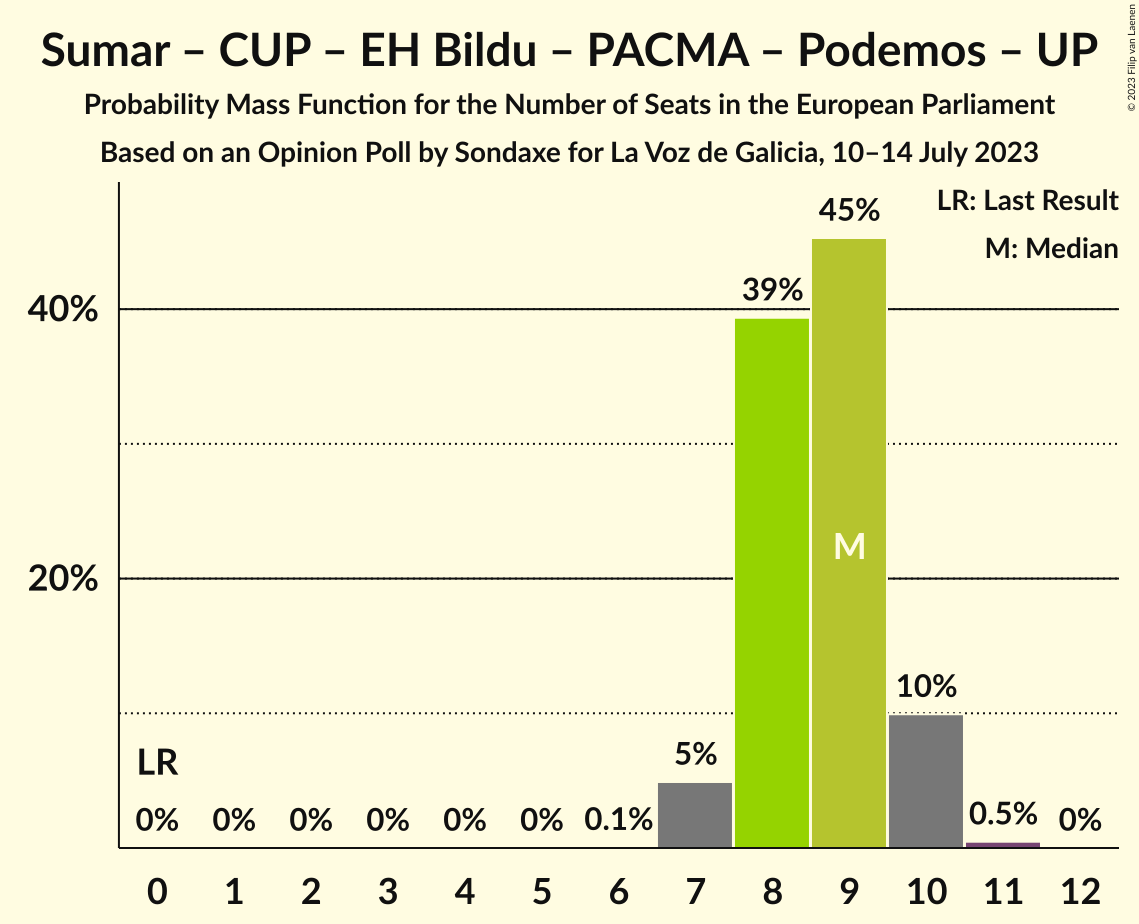 Sumar – CUP – EH Bildu – PACMA – Podemos – UP
Probability Mass Function for the Number of Seats in the European Parliament
Based on an Opinion Poll by Sondaxe for La Voz de Galicia, 10–14 July 2023
© 2023 Filip van Laenen
LR: Last Result
M: Median
45%
39%
40%
M
20%
10%
5%
LR
0% 0% 0% 0% 0% 0% 0.1% 0.5% 0%
0 1 2 3 4 5 6 7 8 9 10 11 12